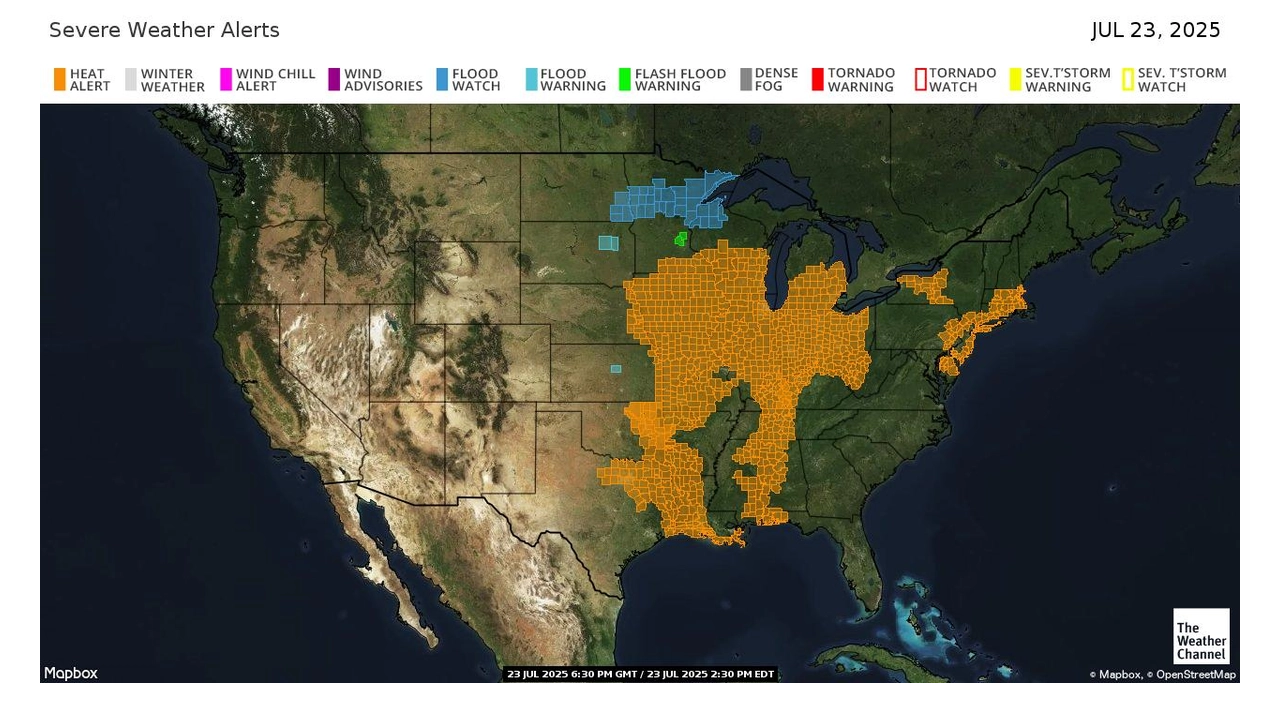 Severe Weather Alerts
JUL 23, 2025
HEAT
ALERT
WINTER
WEATHER
WIND CHILL
ALERT
WIND
ADVISORIES
FLOOD
WATCH
FLOOD
WARNING
FLASH FLOOD
WARNING
DENSE
FOG
TORNADO
WARNING
TORNADO
WATCH
SEV.T'STORM
WARNING
SEV. T'STORM
WATCH
The
Weather
Channel
Mapbox
23 JUL 2025 6:30 PM GMT / 23 JUL 2025 2:30 PM EDT
© Mapbox, © OpenStreetMap